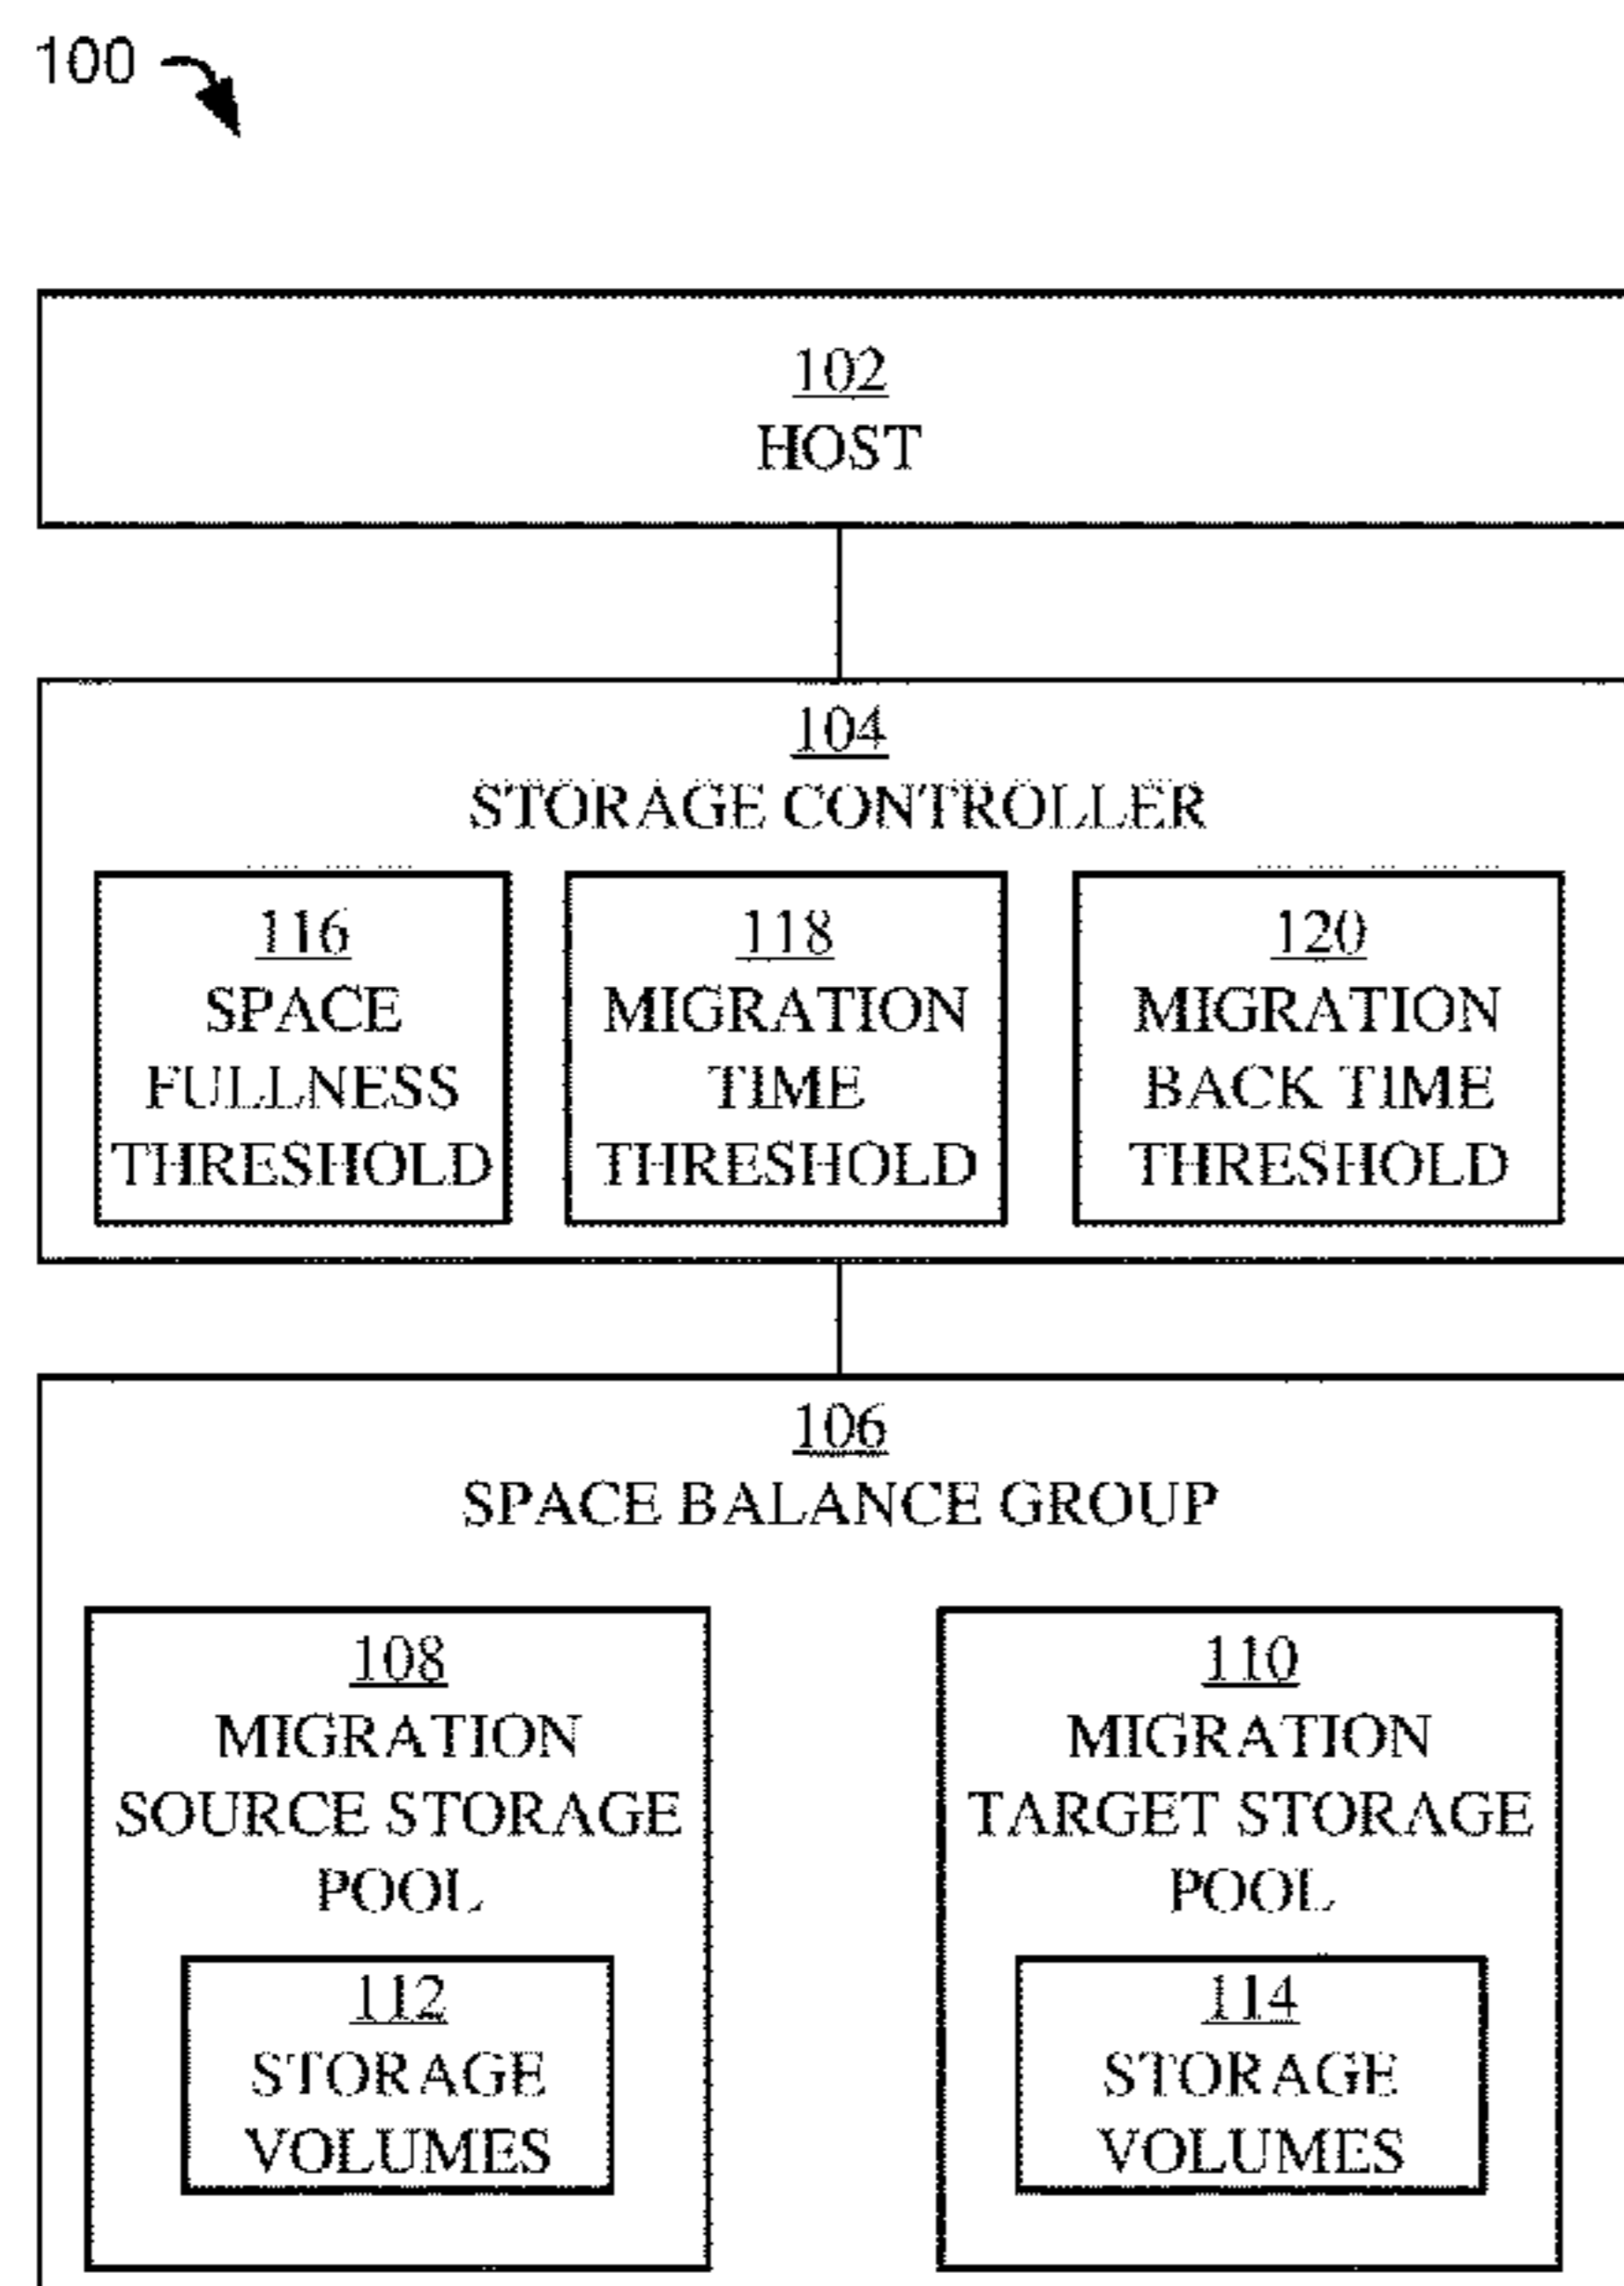 100
102
HOST
104
STORAGE CONTROLLER
116
SPACE
FULLNESS
THRESHOLD
118
MIGRATION
TIME
THRESHOLD
120
MIGRATION
BACK TIME
THRESHOLD
106
SPACE BALANCE GROUP
108
MIGRATION
SOURCE STORAGE
POOL
112
STORAGE
VOLUMES
110
MIGRATION
TARGET STORAGE
POOL
114
STORAGE
VOLUMES